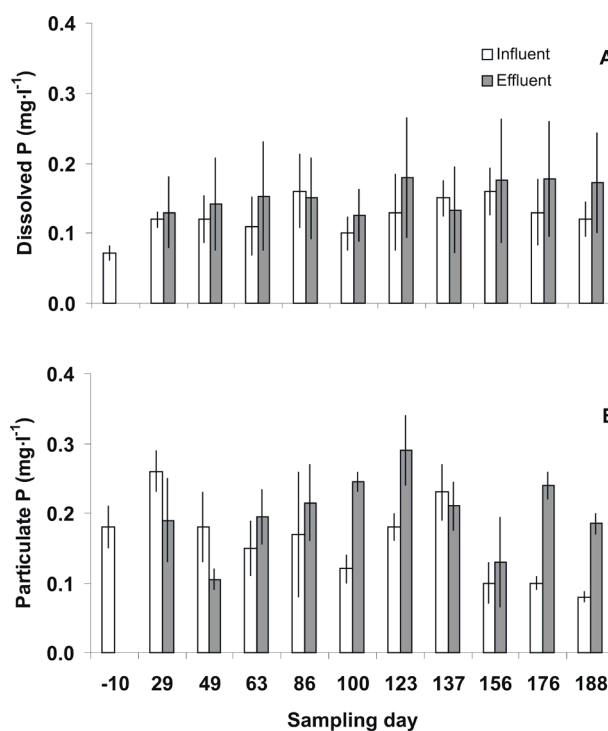 0.4
0.3
0.2
0.1
0.0
Dissolved P (mg·l⁻¹)
Influent
Effluent
A
0.4
0.3
0.2
0.1
0.0
Particulate P (mg·l⁻¹)
-10 29 49 63 86 100 123 137 156 176 188
Sampling day